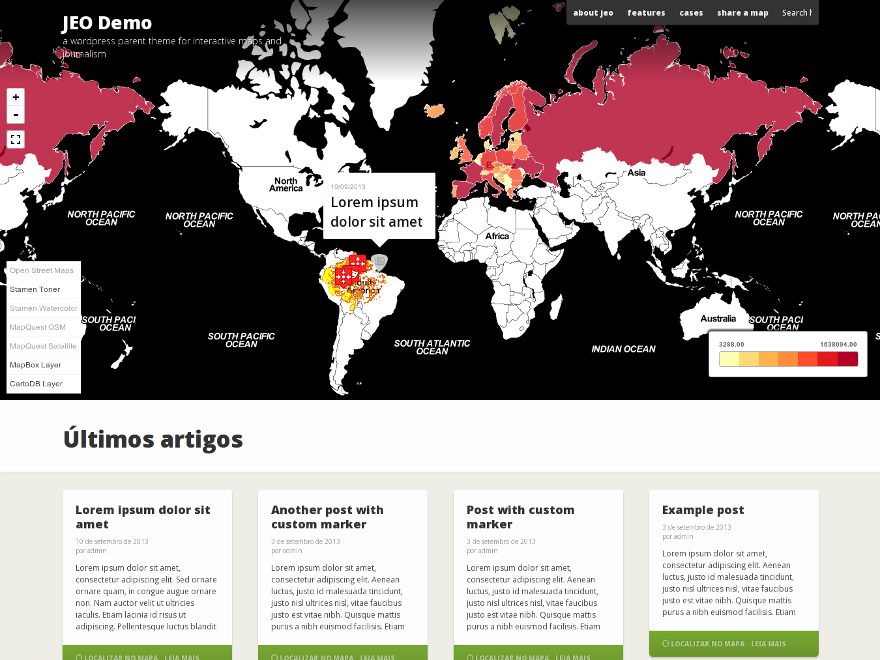 JEO Demo
a wordpress parent theme for interactive maps and
journalism
about jeo features cases share a map Search f
+
-
North
America
Asia
10/09/2013
Lorem ipsum
dolor sit amet
NORTH PACIFIC
OCEAN
NORTH PACIFIC
OCEAN
NORTH PACIFIC
OCEAN
NORTH PAC
OCEAN
Africa
South
America
Open Street Maps
Stamen Toner
Stamen Watercolor
MapQuest OSM
MapQuest Satellite
MapBox Layer
CartoDB Layer
SOUTH PACI
OCEAN
SOUTH PACIFIC
OCEAN
SOUTH ATLANTIC
OCEAN
INDIAN OCEAN
Australia
SOUTH PACIFIC
OCEAN
3288.00 1638094.00
Últimos artigos
Lorem ipsum dolor sit
amet
10 de setembro de 2013
por admin
Lorem ipsum dolor sit amet,
consectetur adipiscing elit. Sed ornare
ornare quam, in congue augue ornare
non. Nam auctor velit ut ultricies
iaculis. Etiam lacinia id risus ut
adipiscing. Pellentesque luctus blandit
LOCALIZAR NO MAPA LEIA MAIS
Another post with
custom marker
3 de setembro de 2013
por admin
Lorem ipsum dolor sit amet,
consectetur adipiscing elit. Aenean
luctus, justo id malesuada tincidunt,
justo nisl ultrices nisl, vitae faucibus
justo est vitae nibh. Quisque mattis
purus a nibh euismod facilisis. Etiam
LOCALIZAR NO MAPA LEIA MAIS
Post with custom
marker
3 de setembro de 2013
por admin
Lorem ipsum dolor sit amet,
consectetur adipiscing elit. Aenean
luctus, justo id malesuada tincidunt,
justo nisl ultrices nisl, vitae faucibus
justo est vitae nibh. Quisque mattis
purus a nibh euismod facilisis. Etiam
LOCALIZAR NO MAPA LEIA MAIS
Example post
3 de setembro de 2013
por admin
Lorem ipsum dolor sit amet,
consectetur adipiscing elit. Aenean
luctus, justo id malesuada tincidunt,
justo nisl ultrices nisl, vitae faucibus
justo est vitae nibh. Quisque mattis
purus a nibh euismod facilisis. Etiam
LOCALIZAR NO MAPA LEIA MAIS